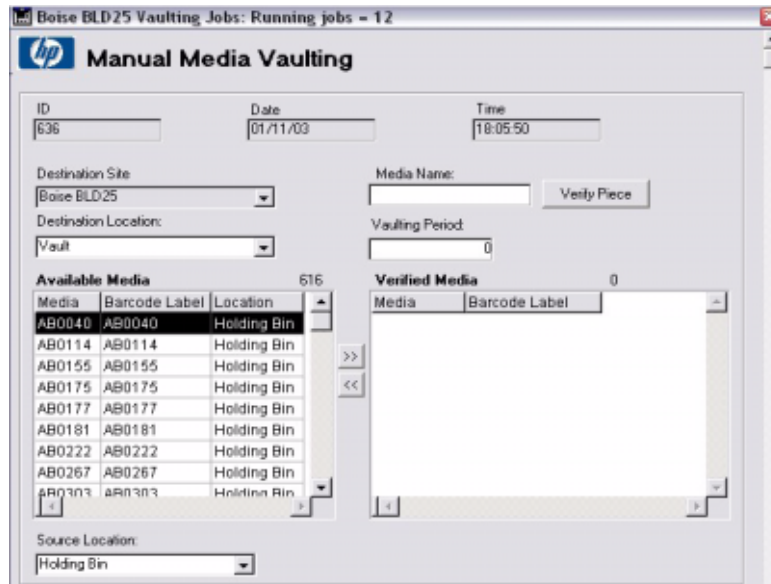 Boise BLD25 Vaulting Jobs: Running jobs = 12
hp Manual Media Vaulting
ID Date Time
636 01/11/03 18:05:50
Destination Site Media Name:
Boise BLD25 Verify Piece
Destination Location: Vaulting Period:
Vault 0
Available Media 616 Verified Media 0
Media Barcode Label Location Media Barcode Label
AB0040 AB0040 Holding Bin
AB0114 AB0114 Holding Bin
>>
AB0155 AB0155 Holding Bin
AB0175 AB0175 Holding Bin
<<
AB0177 AB0177 Holding Bin
AB0181 AB0181 Holding Bin
AB0222 AB0222 Holding Bin
AB0267 AB0267 Holding Bin
AB0303 AB0303 Holding Bin
Source Location:
Holding Bin